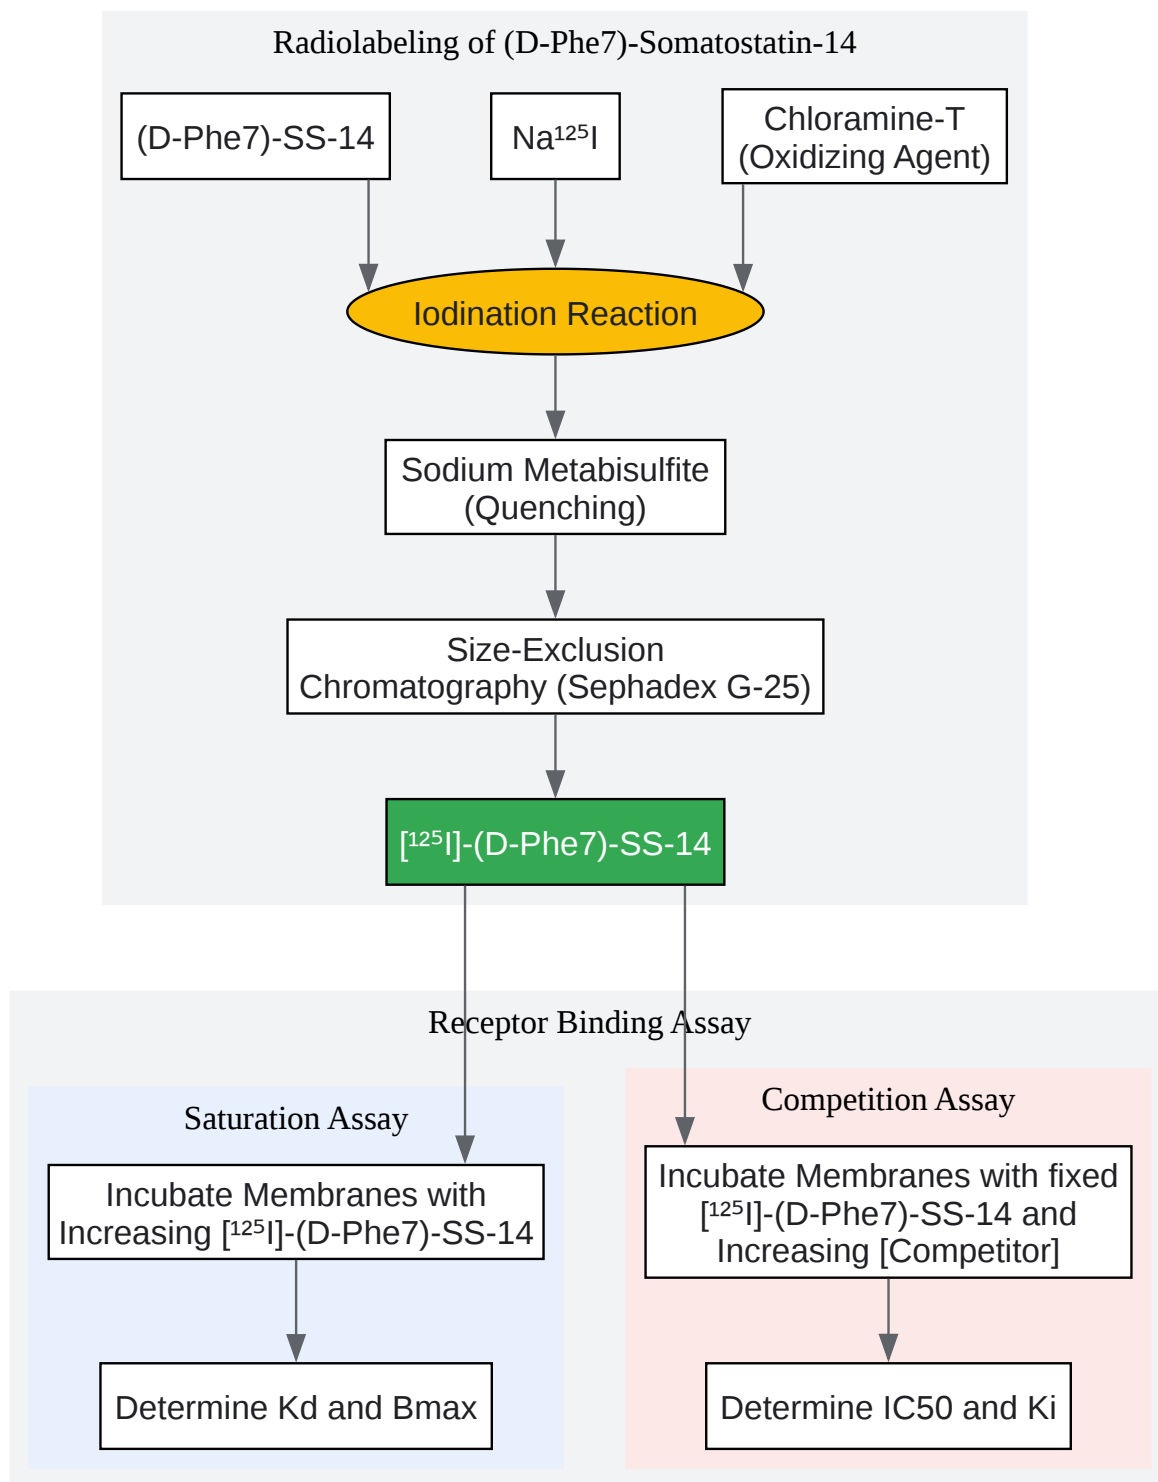 Radiolabeling of (D-Phe7)-Somatostatin-14
(D-Phe7)-SS-14
Na¹²⁵I
Chloramine-T
(Oxidizing Agent)
Iodination Reaction
Sodium Metabisulfite
(Quenching)
Size-Exclusion
Chromatography (Sephadex G-25)
[¹²⁵I]-(D-Phe7)-SS-14
Receptor Binding Assay
Saturation Assay
Incubate Membranes with
Increasing [¹²⁵I]-(D-Phe7)-SS-14
Determine Kd and Bmax
Competition Assay
Incubate Membranes with fixed
[¹²⁵I]-(D-Phe7)-SS-14 and
Increasing [Competitor]
Determine IC50 and Ki